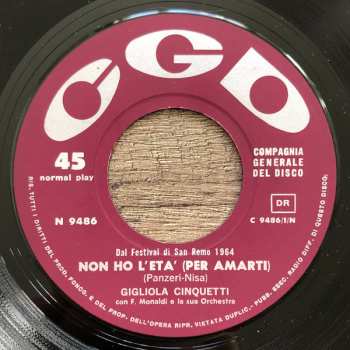 CGD
45
normal play
COMPAGNIA
GENERALE
DEL DISCO
N 9486
DR
C 9486/I/N
Dal Festival di San Remo 1964
NON HO L'ETA' (PER AMARTI)
(Panzeri-Nisa)
GIGLIOLA CINQUETTI
con F. Monaldi e la sua Orchestra
RIS. TUTTI I DIRITTI DEL PROD. FONOG. E DEL PROPR. DELL'OPERA RIPR. VIETATA DUPLIC. - PUBB. ESEC. RADIO DIFF. DI QUESTO DISCO